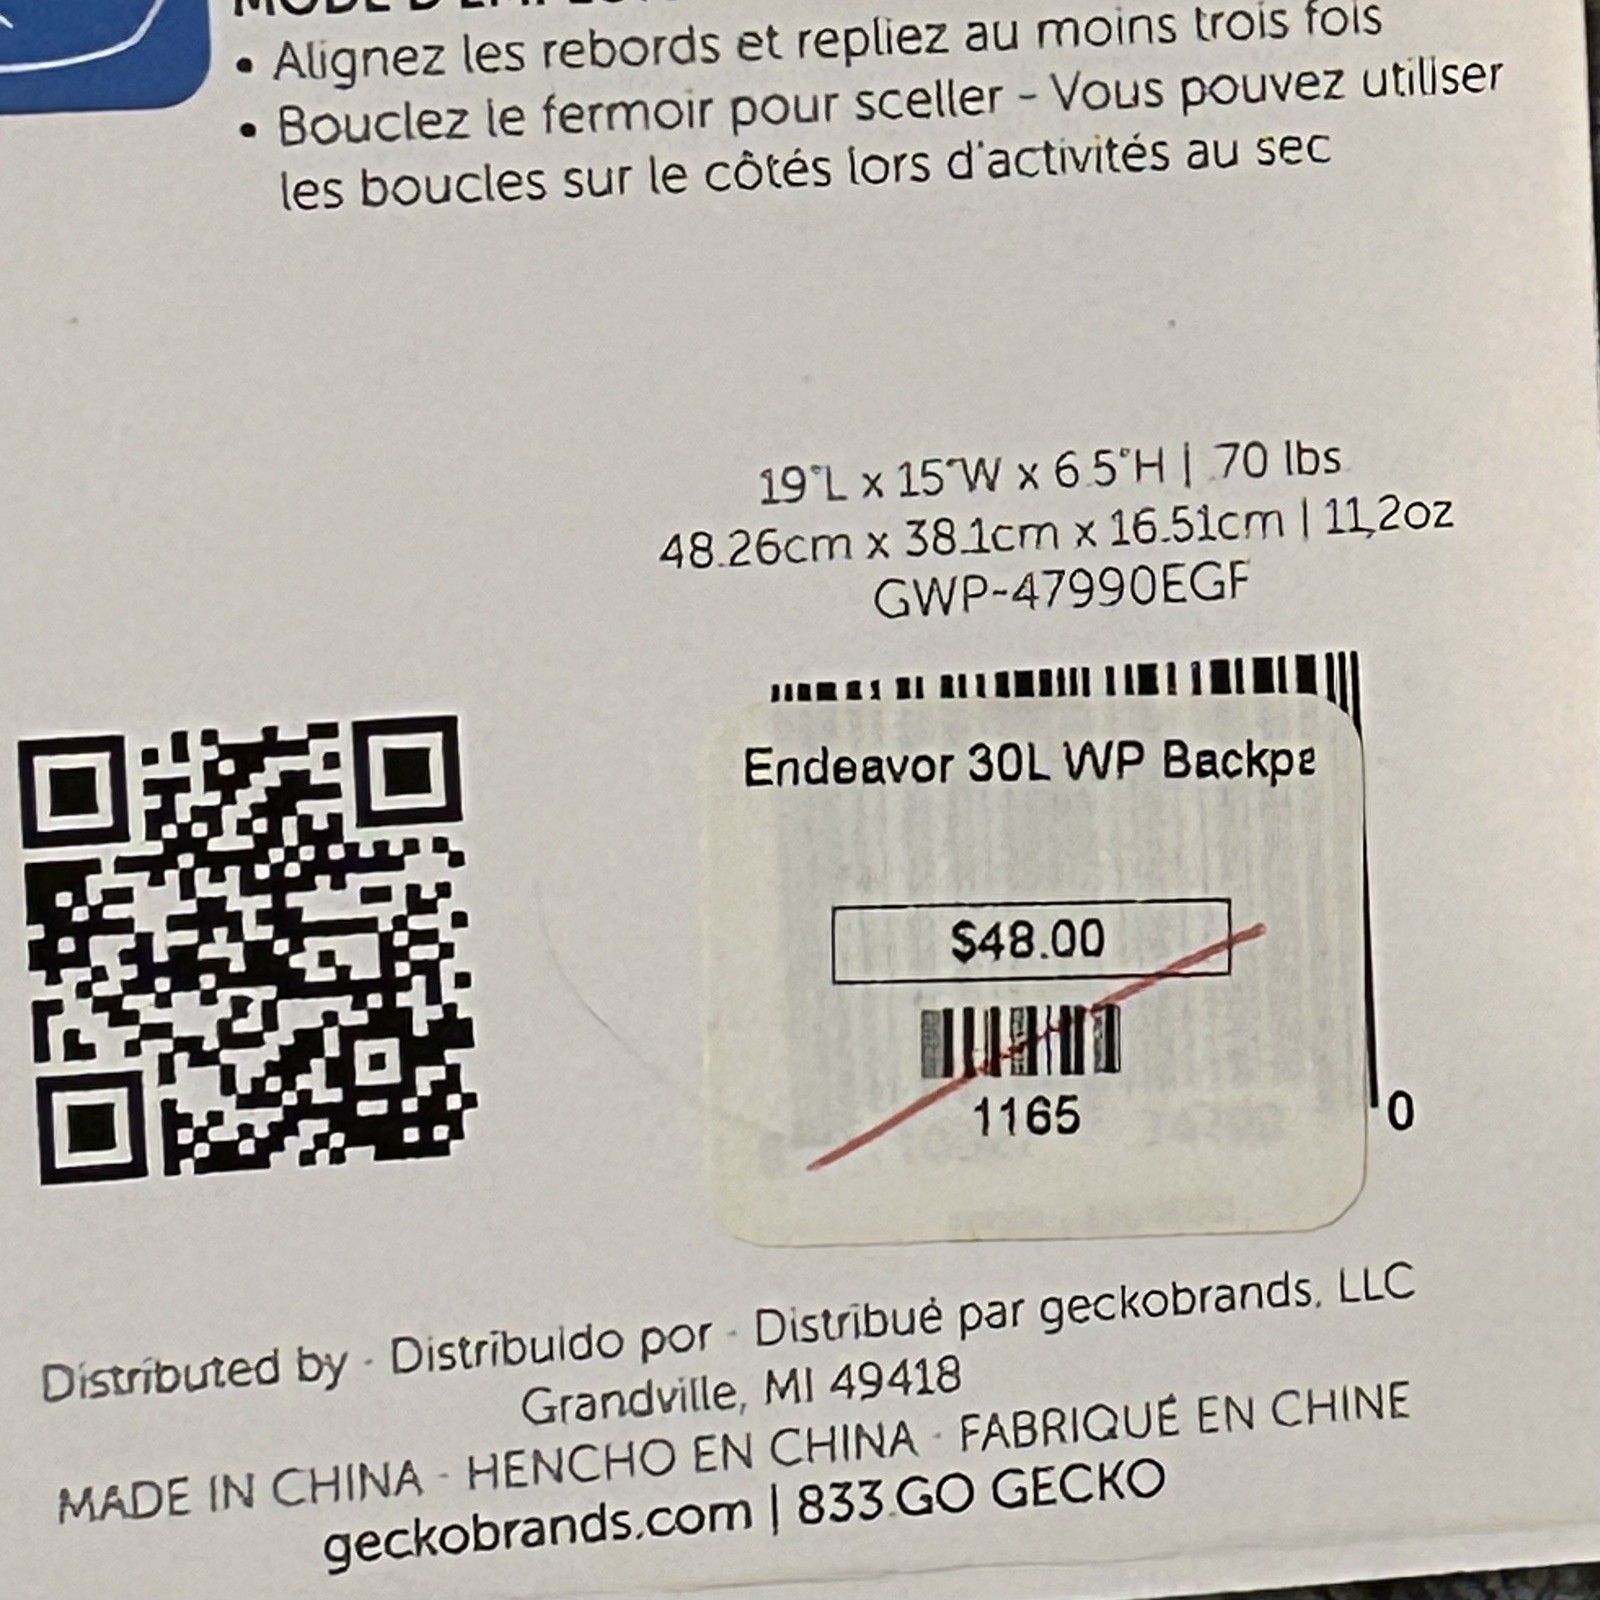 • Alignez les rebords et repliez au moins trois fois
• Bouclez le fermoir pour sceller - Vous pouvez utiliser
les boucles sur le côtés lors d'activités au sec
19"L x 15"W x 6.5"H | .70 lbs
48.26cm x 38.1cm x 16.51cm | 11,2oz
GWP-47990EGF
Endeavor 30L WP Backpa
$48.00
1165
0
Distributed by · Distribuido por · Distribué par geckobrands, LLC
Grandville, MI 49418
MADE IN CHINA · HENCHO EN CHINA · FABRIQUÉ EN CHINE
geckobrands.com | 833.GO GECKO